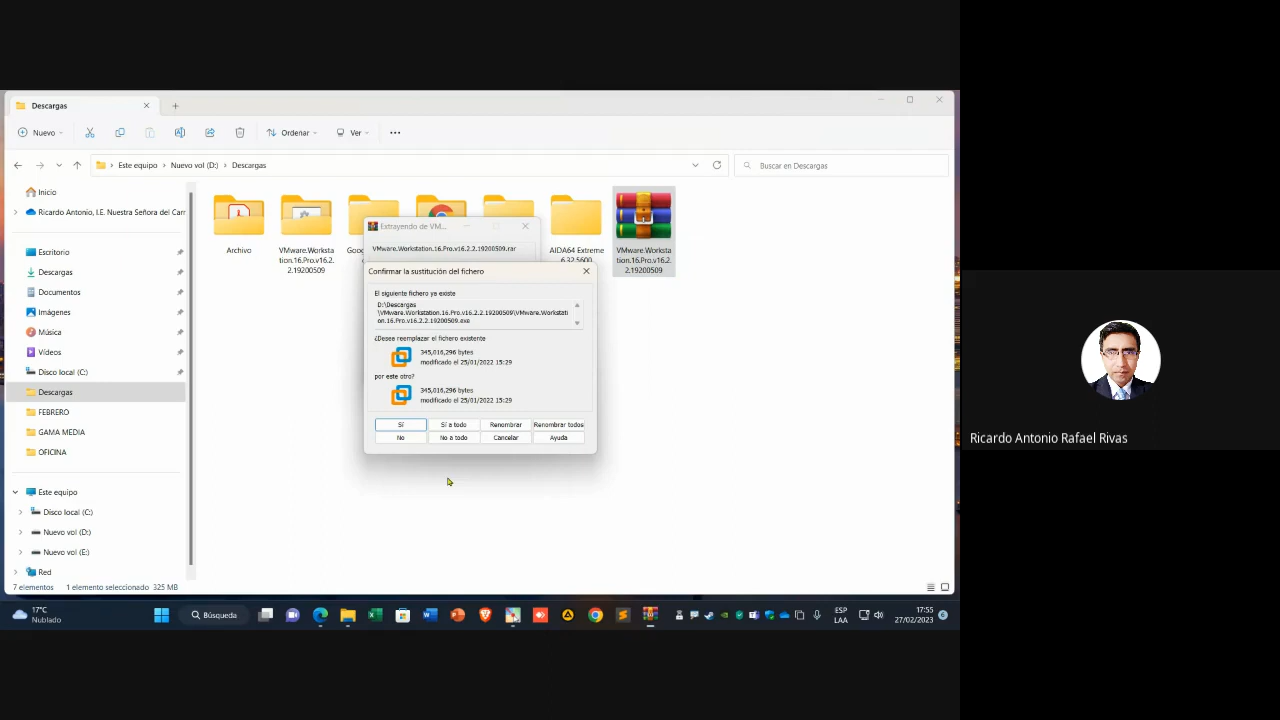 Descargas
Nuevo
Ordenar
Ver
Este equipo
Nuevo vol (D:)
Descargas
Buscar en Descargas
Inicio
Ricardo Antonio, I.E. Nuestra Señora del Carr
Escritorio
Descargas
Documentos
Imágenes
Música
Vídeos
Disco local (C:)
Descargas
FEBRERO
GAMA MEDIA
OFICINA
Este equipo
Disco local (C:)
Nuevo vol (D:)
Nuevo vol (E:)
Red
Archivo
VMware.Worksta
tion.16.Pro.v16.2.
2.19200509
Goo
AIDA64 Extreme
6.32.5600
VMware.Worksta
tion.16.Pro.v16.2.
2.19200509
Extrayendo de VM...
VMware.Workstation.16.Pro.v16.2.2.19200509.rar
Confirmar la sustitución del fichero
El siguiente fichero ya existe
D:\Descargas
\VMware.Workstation.16.Pro.v16.2.2.19200509\VMware.Workstati
on.16.Pro.v16.2.2.19200509.exe
¿Desea reemplazar el fichero existente
345,016,296 bytes
modificado el 25/01/2022 15:29
por este otro?
345,016,296 bytes
modificado el 25/01/2022 15:29
Sí
Sí a todo
Renombrar
Renombrar todos
No
No a todo
Cancelar
Ayuda
7 elementos
1 elemento seleccionado
325 MB
17°C
Nublado
Búsqueda
ESP
LAA
17:55
27/02/2023
Ricardo Antonio Rafael Rivas